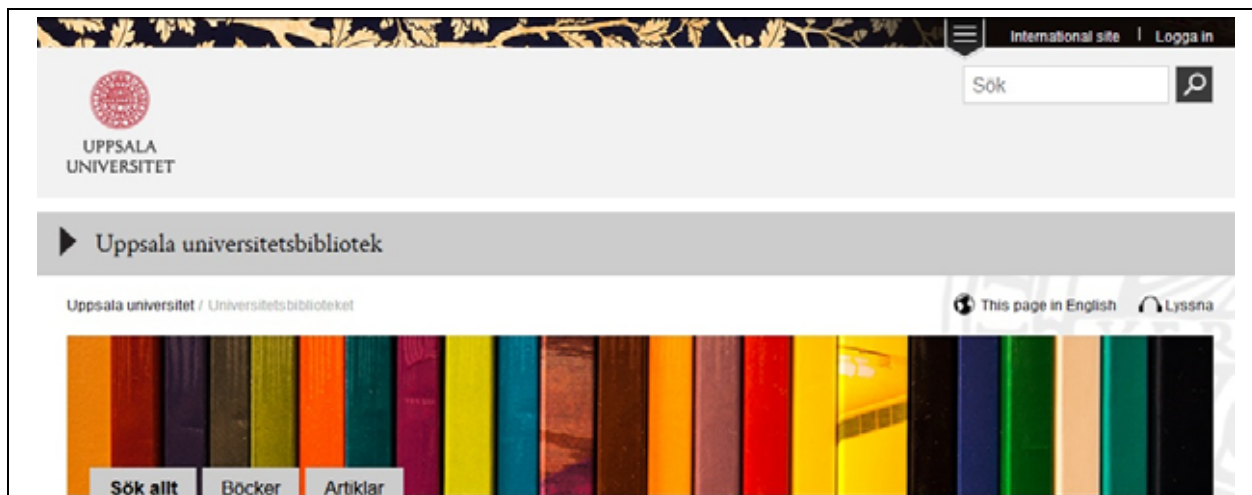 International site | Logga in
Sök
UPPSALA
UNIVERSITET
Uppsala universitetsbibliotek
Uppsala universitet / Universitetsbiblioteket
This page in English Lyssna
Sök allt Böcker Artiklar